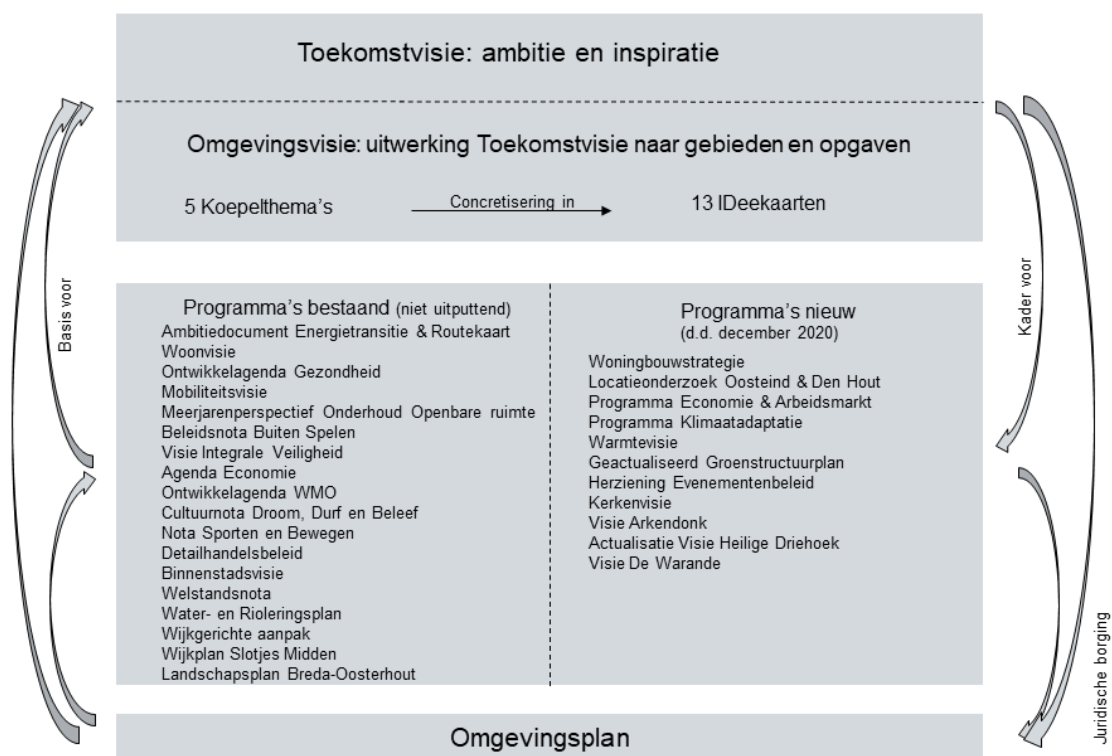 Toekomstvisie: ambitie en inspiratie
Omgevingsvisie: uitwerking Toekomstvisie naar gebieden en opgaven
5 Koepelthema's
Concretisering in
13 IDeekaarten
Basis voor
Kader voor
Programma's bestaand (niet uitputtend)
Ambitiedocument Energietransitie & Routekaart
Woonvisie
Ontwikkelagenda Gezondheid
Mobiliteitsvisie
Meerjarenperspectief Onderhoud Openbare ruimte
Beleidsnota Buiten Spelen
Visie Integrale Veiligheid
Agenda Economie
Ontwikkelagenda WMO
Cultuurnota Droom, Durf en Beleef
Nota Sporten en Bewegen
Detailhandelsbeleid
Binnenstadsvisie
Welstandsnota
Water- en Rioleringsplan
Wijkgerichte aanpak
Wijkplan Slotjes Midden
Landschapsplan Breda-Oosterhout
Programma's nieuw
(d.d. december 2020)
Woningbouwstrategie
Locatieonderzoek Oosteind & Den Hout
Programma Economie & Arbeidsmarkt
Programma Klimaatadaptatie
Warmtevisie
Geactualiseerd Groenstructuurplan
Herziening Evenementenbeleid
Kerkenvisie
Visie Arkendonk
Actualisatie Visie Heilige Driehoek
Visie De Warande
Juridische borging
Omgevingsplan